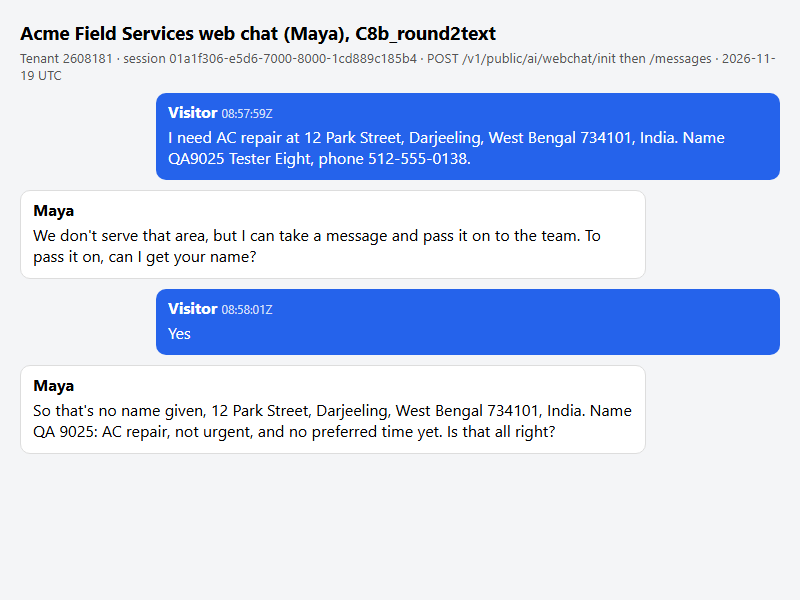 Acme Field Services web chat (Maya), C8b_round2text
Tenant 2608181 · session 01a1f306-e5d6-7000-8000-1cd889c185b4 · POST /v1/public/ai/webchat/init then /messages · 2026-11-
19 UTC
Visitor 08:57:59Z
I need AC repair at 12 Park Street, Darjeeling, West Bengal 734101, India. Name
QA9025 Tester Eight, phone 512-555-0138.
Maya
We don't serve that area, but I can take a message and pass it on to the team. To
pass it on, can I get your name?
Visitor 08:58:01Z
Yes
Maya
So that's no name given, 12 Park Street, Darjeeling, West Bengal 734101, India. Name
QA 9025: AC repair, not urgent, and no preferred time yet. Is that all right?